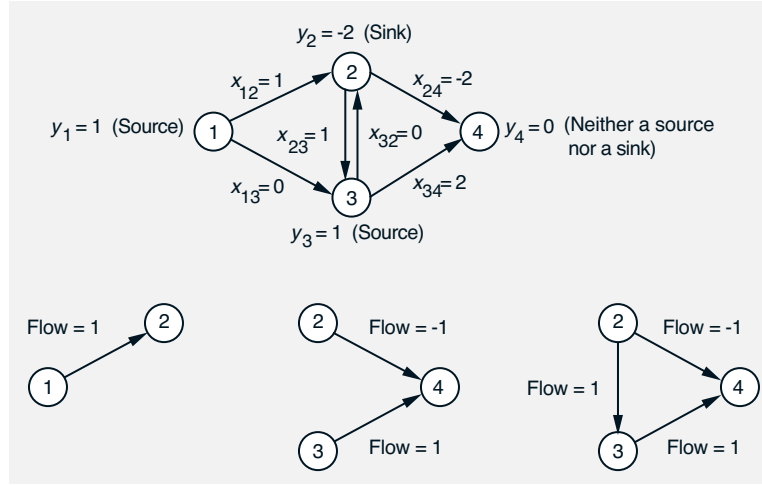 y2 = -2 (Sink)
x12 = 1
x24 = -2
y1 = 1 (Source)
1
2
x23 = 1
x32 = 0
4
y4 = 0 (Neither a source
nor a sink)
x13 = 0
3
x34 = 2
y3 = 1 (Source)
Flow = 1
2
1
2
Flow = -1
4
3
Flow = 1
2
Flow = -1
Flow = 1
4
3
Flow = 1